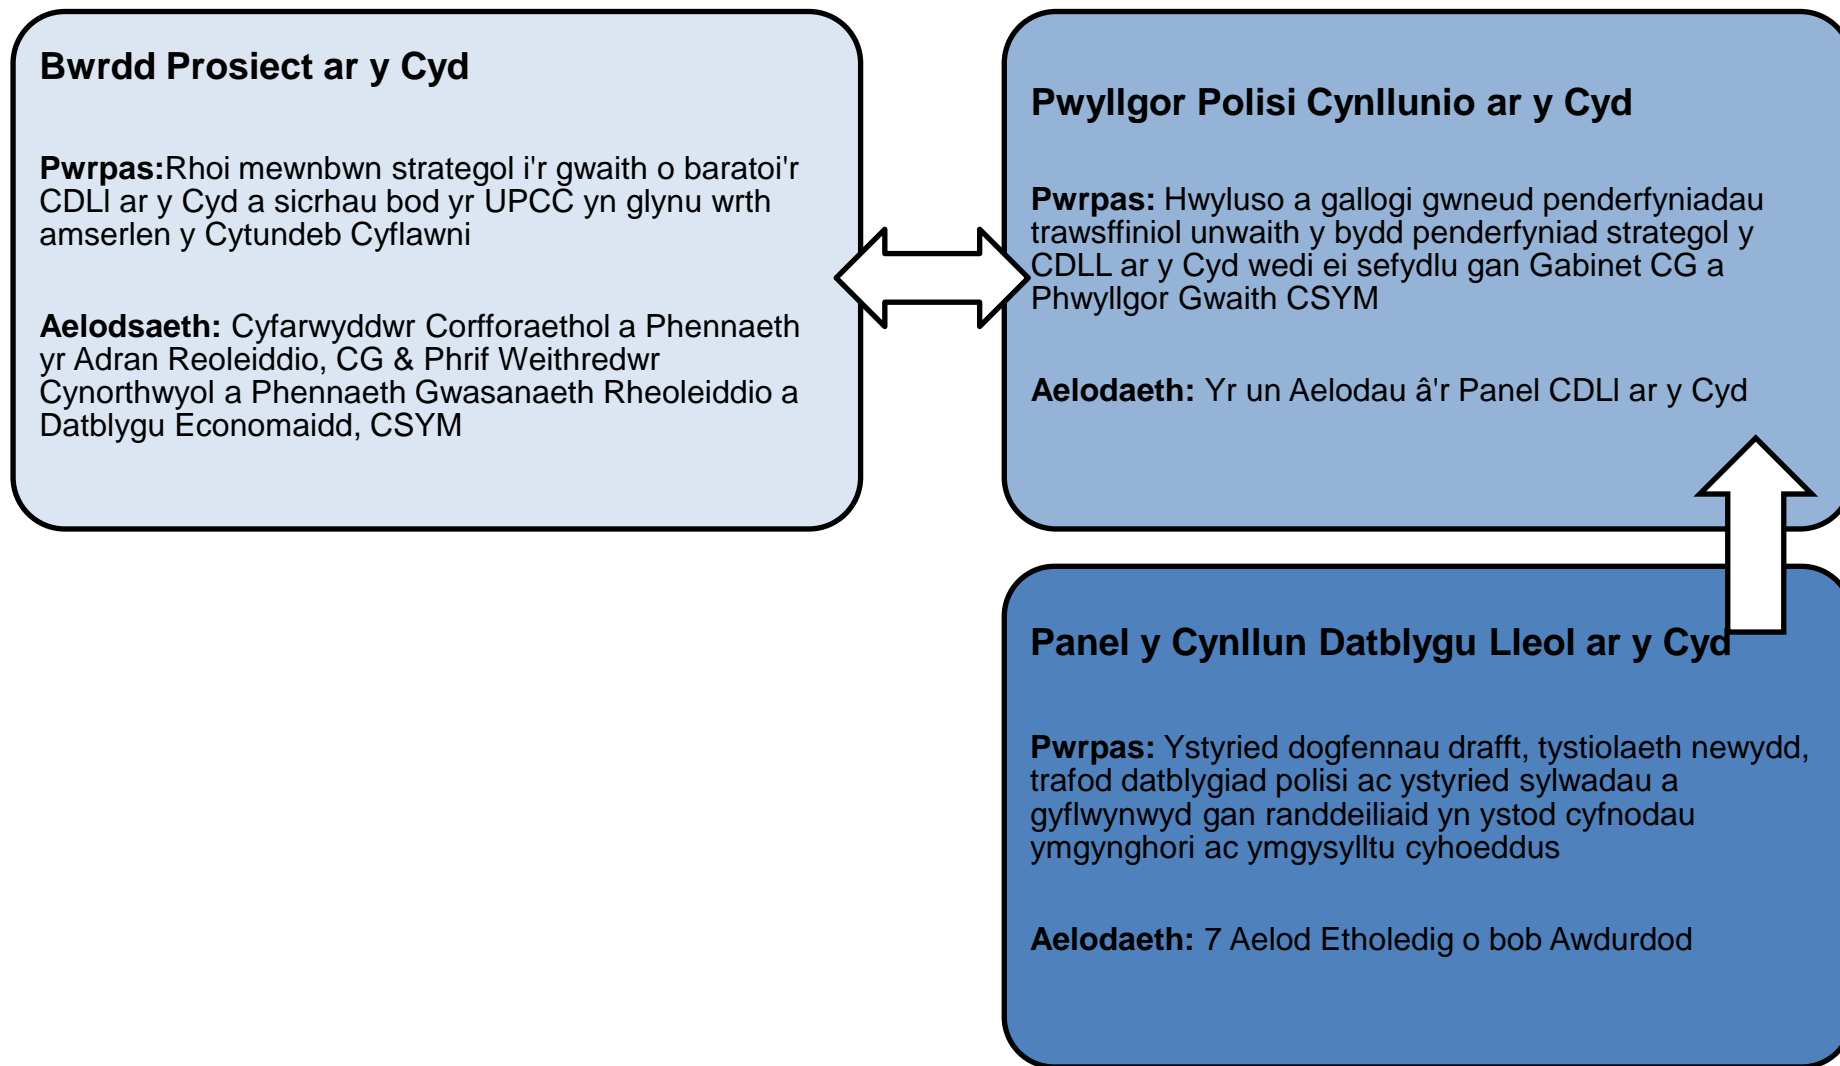 Bwrdd Prosiect ar y Cyd
Pwrpas:Rhoi mewnbwn strategol i'r gwaith o baratoi'r
CDLl ar y Cyd a sicrhau bod yr UPCC yn glynu wrth
amserlen y Cytundeb Cyflawni
Aelodsaeth: Cyfarwyddwr Corfforaethol a Phennaeth
yr Adran Reoleiddio, CG & Phrif Weithredwr
Cynorthwyol a Phennaeth Gwasanaeth Rheoleiddio a
Datblygu Economaidd, CSYM
Pwyllgor Polisi Cynllunio ar y Cyd
Pwrpas: Hwyluso a gallogi gwneud penderfyniadau
trawsffiniol unwaith y bydd penderfyniad strategol y
CDLL ar y Cyd wedi ei sefydlu gan Gabinet CG a
Phwyllgor Gwaith CSYM
Aelodaeth: Yr un Aelodau â'r Panel CDLl ar y Cyd
Panel y Cynllun Datblygu Lleol ar y Cyd
Pwrpas: Ystyried dogfennau drafft, tystiolaeth newydd,
trafod datblygiad polisi ac ystyried sylwadau a
gyflwynwyd gan randdeiliaid yn ystod cyfnodau
ymgynghori ac ymgysylltu cyhoeddus
Aelodaeth: 7 Aelod Etholedig o bob Awdurdod